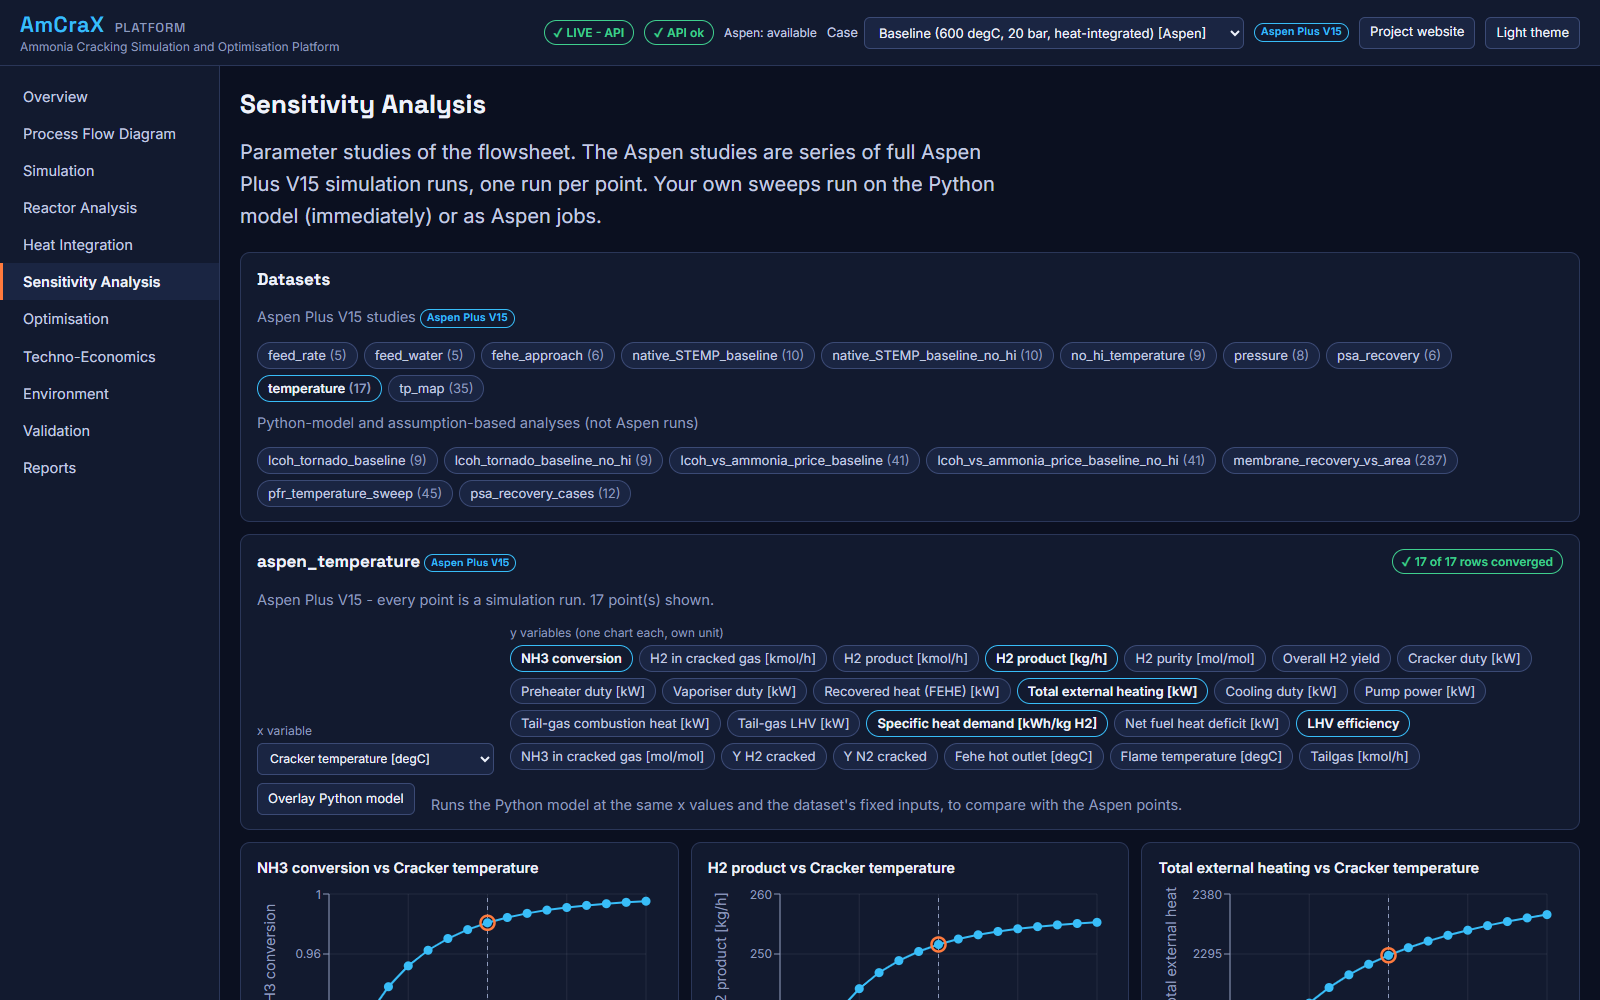 AmCraX PLATFORM
Ammonia Cracking Simulation and Optimisation Platform
✓ LIVE - API
✓ API ok
Aspen: available
Case
Baseline (600 degC, 20 bar, heat-integrated) [Aspen]
Aspen Plus V15
Project website
Light theme
Overview
Process Flow Diagram
Simulation
Reactor Analysis
Heat Integration
Sensitivity Analysis
Optimisation
Techno-Economics
Environment
Validation
Reports
Sensitivity Analysis
Parameter studies of the flowsheet. The Aspen studies are series of full Aspen
Plus V15 simulation runs, one run per point. Your own sweeps run on the Python
model (immediately) or as Aspen jobs.
Datasets
Aspen Plus V15 studies Aspen Plus V15
feed_rate (5) feed_water (5) fehe_approach (6) native_STEMP_baseline (10) native_STEMP_baseline_no_hi (10) no_hi_temperature (9) pressure (8) psa_recovery (6)
temperature (17) tp_map (35)
Python-model and assumption-based analyses (not Aspen runs)
lcoh_tornado_baseline (9) lcoh_tornado_baseline_no_hi (9) lcoh_vs_ammonia_price_baseline (41) lcoh_vs_ammonia_price_baseline_no_hi (41) membrane_recovery_vs_area (287)
pfr_temperature_sweep (45) psa_recovery_cases (12)
aspen_temperature Aspen Plus V15
✓ 17 of 17 rows converged
Aspen Plus V15 - every point is a simulation run. 17 point(s) shown.
y variables (one chart each, own unit)
NH3 conversion H2 in cracked gas [kmol/h] H2 product [kmol/h] H2 product [kg/h] H2 purity [mol/mol] Overall H2 yield Cracker duty [kW]
Preheater duty [kW] Vaporiser duty [kW] Recovered heat (FEHE) [kW] Total external heating [kW] Cooling duty [kW] Pump power [kW]
Tail-gas combustion heat [kW] Tail-gas LHV [kW] Specific heat demand [kWh/kg H2] Net fuel heat deficit [kW] LHV efficiency
NH3 in cracked gas [mol/mol] Y H2 cracked Y N2 cracked Fehe hot outlet [degC] Flame temperature [degC] Tailgas [kmol/h]
x variable
Cracker temperature [degC]
Overlay Python model
Runs the Python model at the same x values and the dataset's fixed inputs, to compare with the Aspen points.
NH3 conversion vs Cracker temperature
1
0.96
H3 conversion
H2 product vs Cracker temperature
260
250
2 product [kg/h]
Total external heating vs Cracker temperature
2380
2295
tal external heat